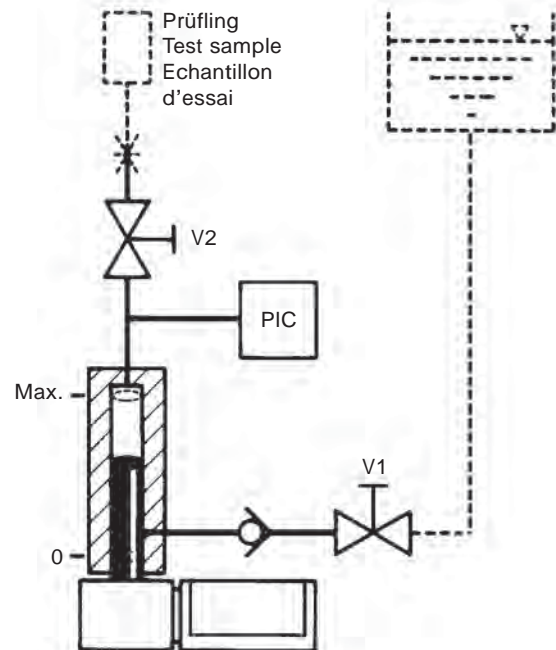 Prüfling
Test sample
Echantillon
d'essai
V2
PIC
Max.
V1
0